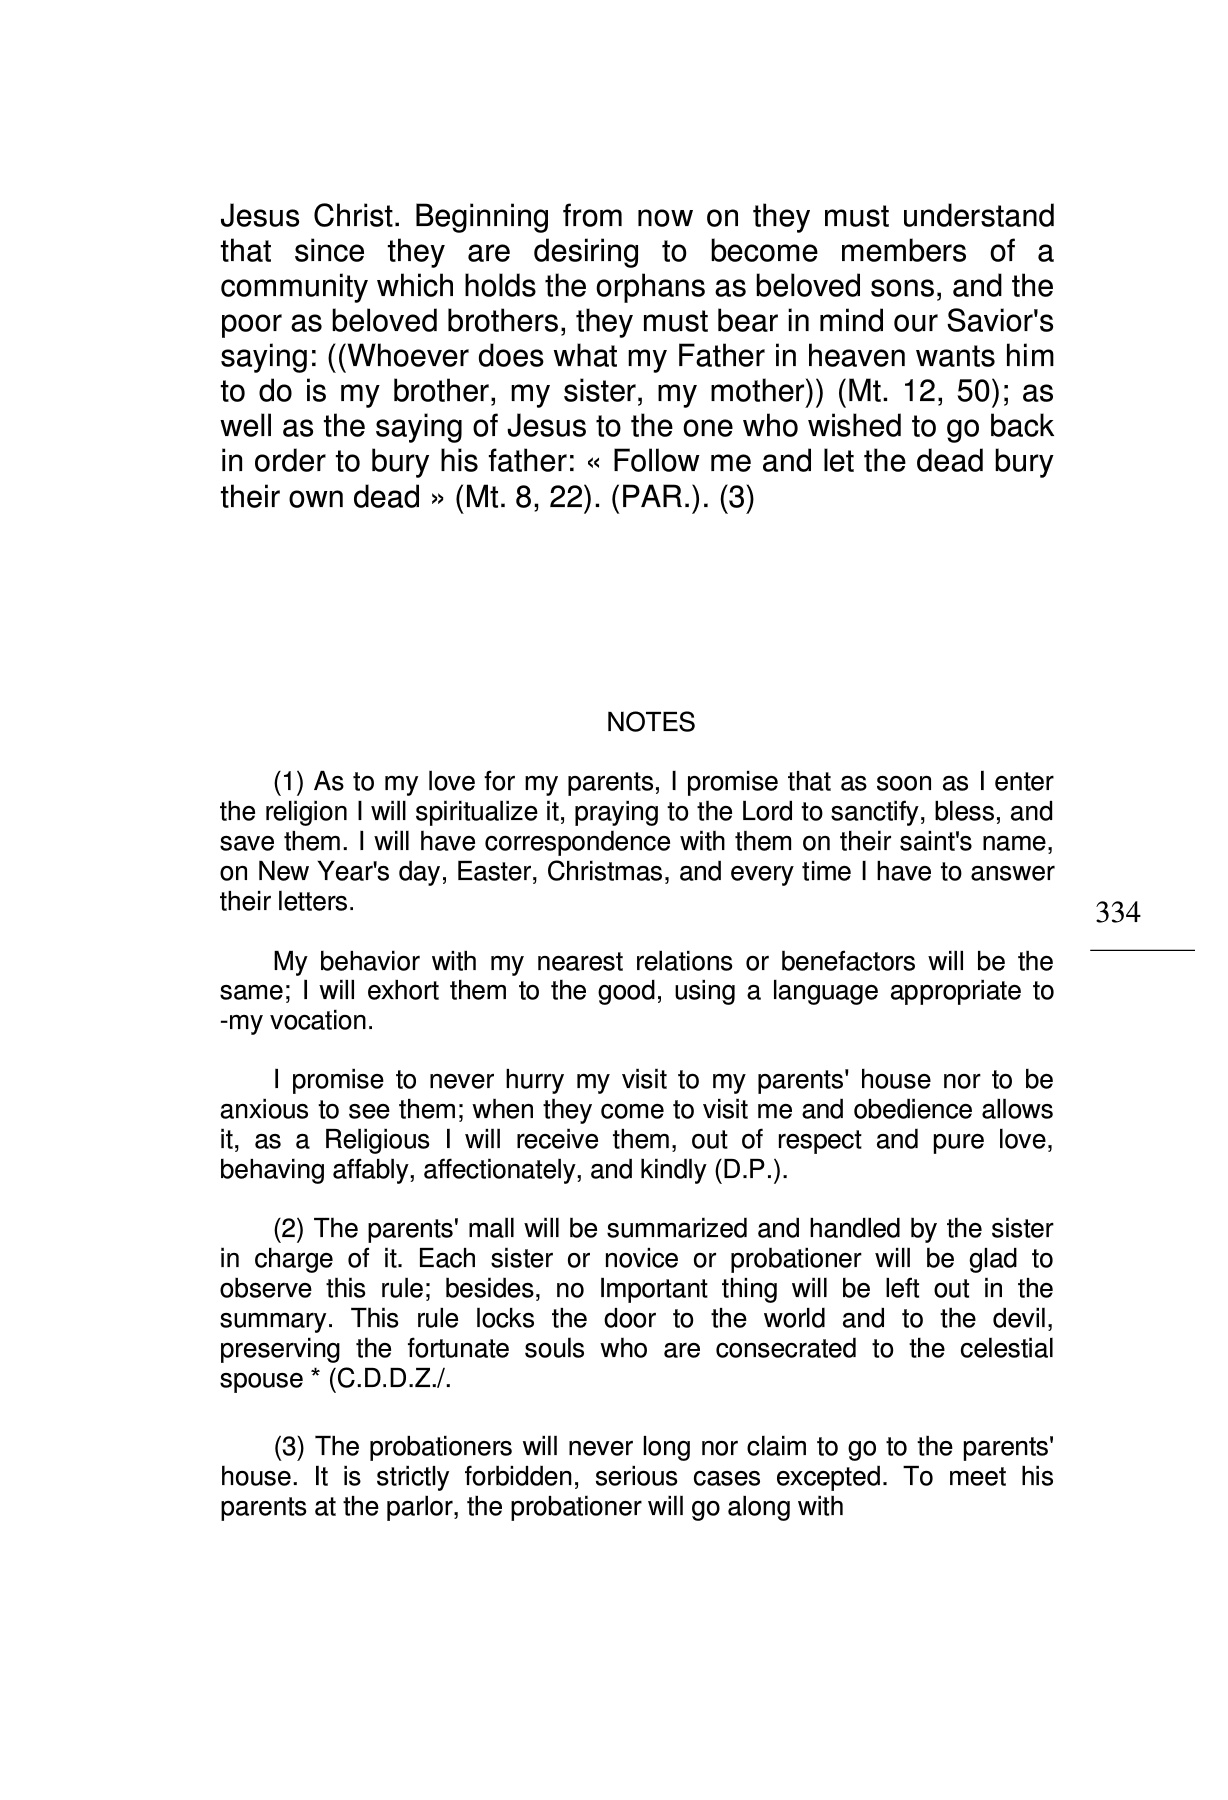 Jesus Christ. Beginning from now on they must understand
that since they are desiring to become members of a
community which holds the orphans as beloved sons, and the
poor as beloved brothers, they must bear in mind our Savior's
saying: ((Whoever does what my Father in heaven wants him
to do is my brother, my sister, my mother)) (Mt. 12, 50); as
well as the saying of Jesus to the one who wished to go back
in order to bury his father: « Follow me and let the dead bury
their own dead » (Mt. 8, 22). (PAR.). (3)
NOTES
(1) As to my love for my parents, I promise that as soon as I enter
the religion I will spiritualize it, praying to the Lord to sanctify, bless, and
save them. I will have correspondence with them on their saint's name,
on New Year's day, Easter, Christmas, and every time I have to answer
their letters.
334
My behavior with my nearest relations or benefactors will be the
same; I will exhort them to the good, using a language appropriate to
-my vocation.
I promise to never hurry my visit to my parents' house nor to be
anxious to see them; when they come to visit me and obedience allows
it, as a Religious I will receive them, out of respect and pure love,
behaving affably, affectionately, and kindly (D.P.).
(2) The parents' mall will be summarized and handled by the sister
in charge of it. Each sister or novice or probationer will be glad to
observe this rule; besides, no Important thing will be left out in the
summary. This rule locks the door to the world and to the devil,
preserving the fortunate souls who are consecrated to the celestial
spouse * (C.D.D.Z./.
(3) The probationers will never long nor claim to go to the parents'
house. It is strictly forbidden, serious cases excepted. To meet his
parents at the parlor, the probationer will go along with